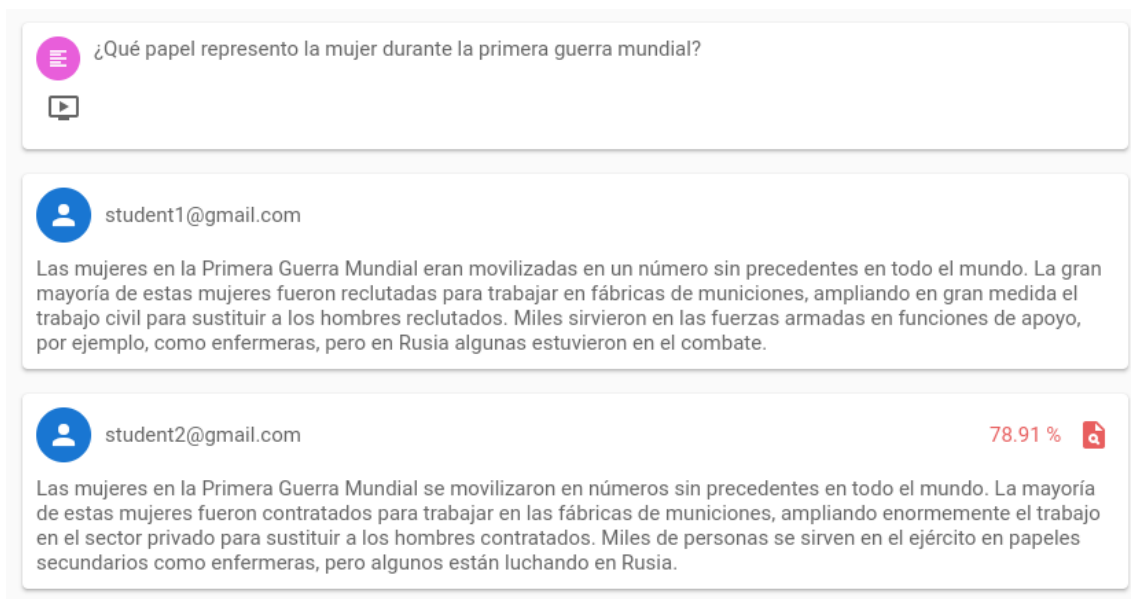 ¿Qué papel represento la mujer durante la primera guerra mundial?
student1@gmail.com
Las mujeres en la Primera Guerra Mundial eran movilizadas en un número sin precedentes en todo el mundo. La gran
mayoría de estas mujeres fueron reclutadas para trabajar en fábricas de municiones, ampliando en gran medida el
trabajo civil para sustituir a los hombres reclutados. Miles sirvieron en las fuerzas armadas en funciones de apoyo,
por ejemplo, como enfermeras, pero en Rusia algunas estuvieron en el combate.
student2@gmail.com 78.91 %
Las mujeres en la Primera Guerra Mundial se movilizaron en números sin precedentes en todo el mundo. La mayoría
de estas mujeres fueron contratados para trabajar en las fábricas de municiones, ampliando enormemente el trabajo
en el sector privado para sustituir a los hombres contratados. Miles de personas se sirven en el ejército en papeles
secundarios como enfermeras, pero algunos están luchando en Rusia.